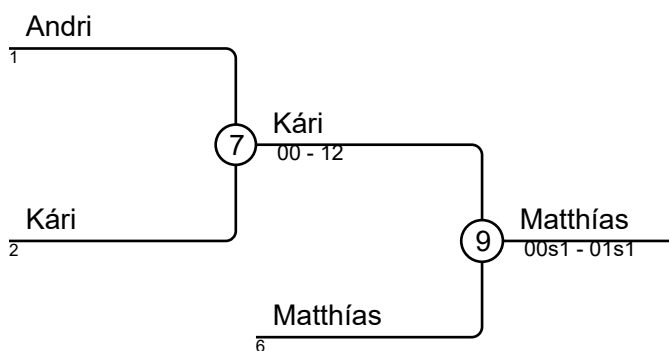 Andri
1
7
Kári
00 - 12
Kári
2
9
Matthías
00s1 - 01s1
Matthías
6